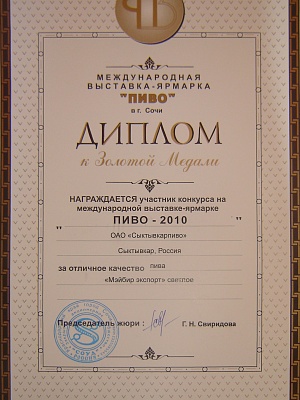 МЕЖДУНАРОДНАЯ
ВЫСТАВКА-ЯРМАРКА
"ПИВО"
в г. Сочи
ДИПЛОМ
к Золотой Медали
НАГРАЖДАЕТСЯ участник конкурса на
международной выставке-ярмарке
ПИВО - 2010
" "
ОАО «Сыктывкарпиво»
Сыктывкар, Россия
за отличное качество пива
«Мэйбир экспорт» светлое
Председатель жюри : Г. Н. Свиридова